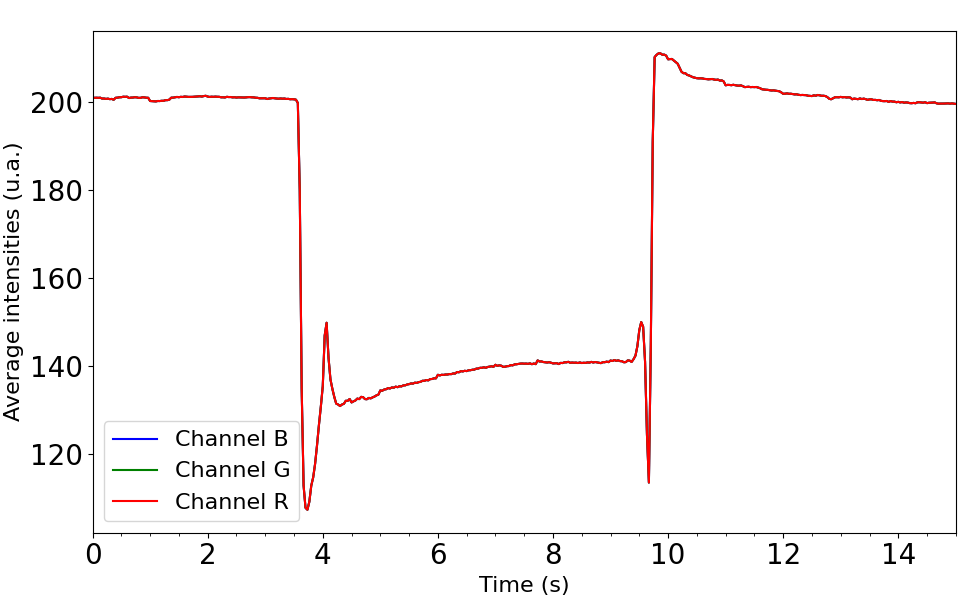 Average intensities (u.a.)
200
180
160
140
120
Channel B
Channel G
Channel R
0 2 4 6 8 10 12 14
Time (s)